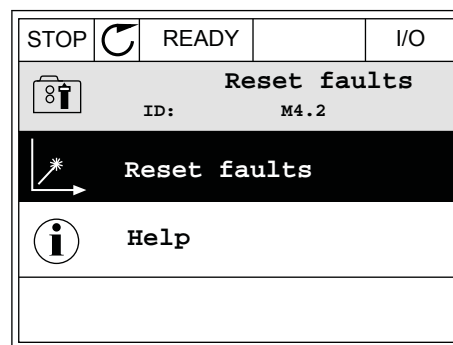 STOP READY I/O
Reset faults
ID: M4.2
Reset faults
Help